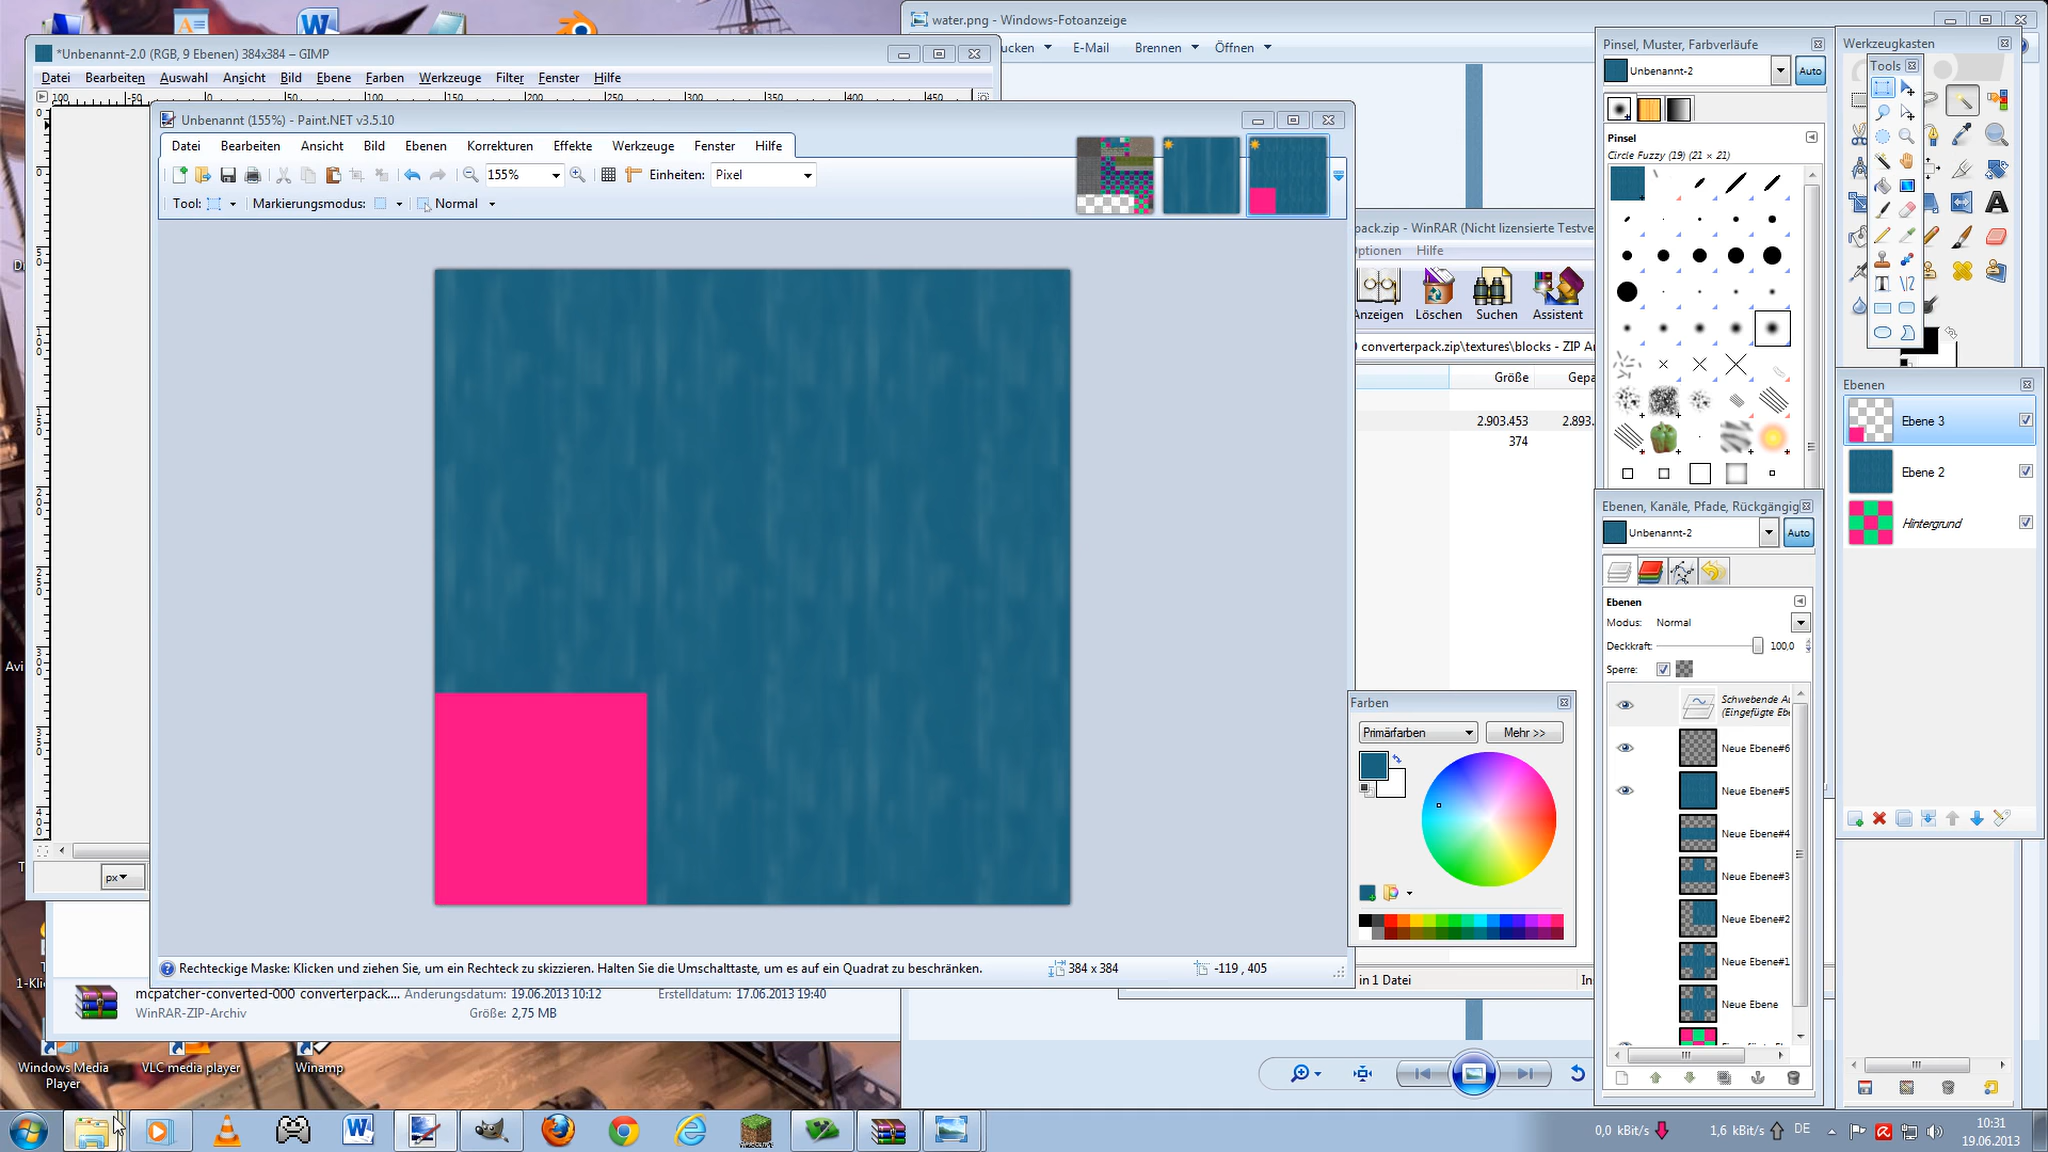 water.png - Windows-Fotoanzeige
E-Mail
Brennen
Öffnen
*Unbenannt-2.0 (RGB, 9 Ebenen) 384x384 – GIMP
Datei Bearbeiten Auswahl Ansicht Bild Ebene Farben Werkzeuge Filter Fenster Hilfe
Unbenannt (155%) - Paint.NET v3.5.10
Datei Bearbeiten Ansicht Bild Ebenen Korrekturen Effekte Werkzeuge Fenster Hilfe
155%
Einheiten: Pixel
Tool:
Markierungsmodus:
Normal
Rechteckige Maske: Klicken und ziehen Sie, um ein Rechteck zu skizzieren. Halten Sie die Umschalttaste, um es auf ein Quadrat zu beschränken.
384 x 384
-119 , 405
px
pack.zip - WinRAR (Nicht lizensierte Testve
Hilfe
Löschen Suchen Assistent
converterpack.zip\textures\blocks - ZIP
Größe
2.903.453 2.893.
374
in 1 Datei
Farben
Primärfarben
Mehr >>
Pinsel, Muster, Farbverläufe
Unbenannt-2
Auto
Pinsel
Circle Fuzzy (19) (21 × 21)
Ebenen, Kanäle, Pfade, Rückgängig
Unbenannt-2
Auto
Ebenen
Modus: Normal
Deckkraft: 100,0
Sperre:
Neue Ebene#6
Neue Ebene#5
Neue Ebene#4
Neue Ebene#3
Neue Ebene#2
Neue Ebene#1
Neue Ebene
Werkzeugkasten
Tools
Ebenen
Ebene 3
Ebene 2
Hintergrund
mcpatcher-converted-000 converterpack....
WinRAR-ZIP-Archiv
Änderungsdatum: 19.06.2013 10:12
Größe: 2,75 MB
Erstelldatum: 17.06.2013 19:40
Windows Media
Player
VLC media player
Winamp
0,0 kBit/s
1,6 kBit/s
DE
10:31
19.06.2013